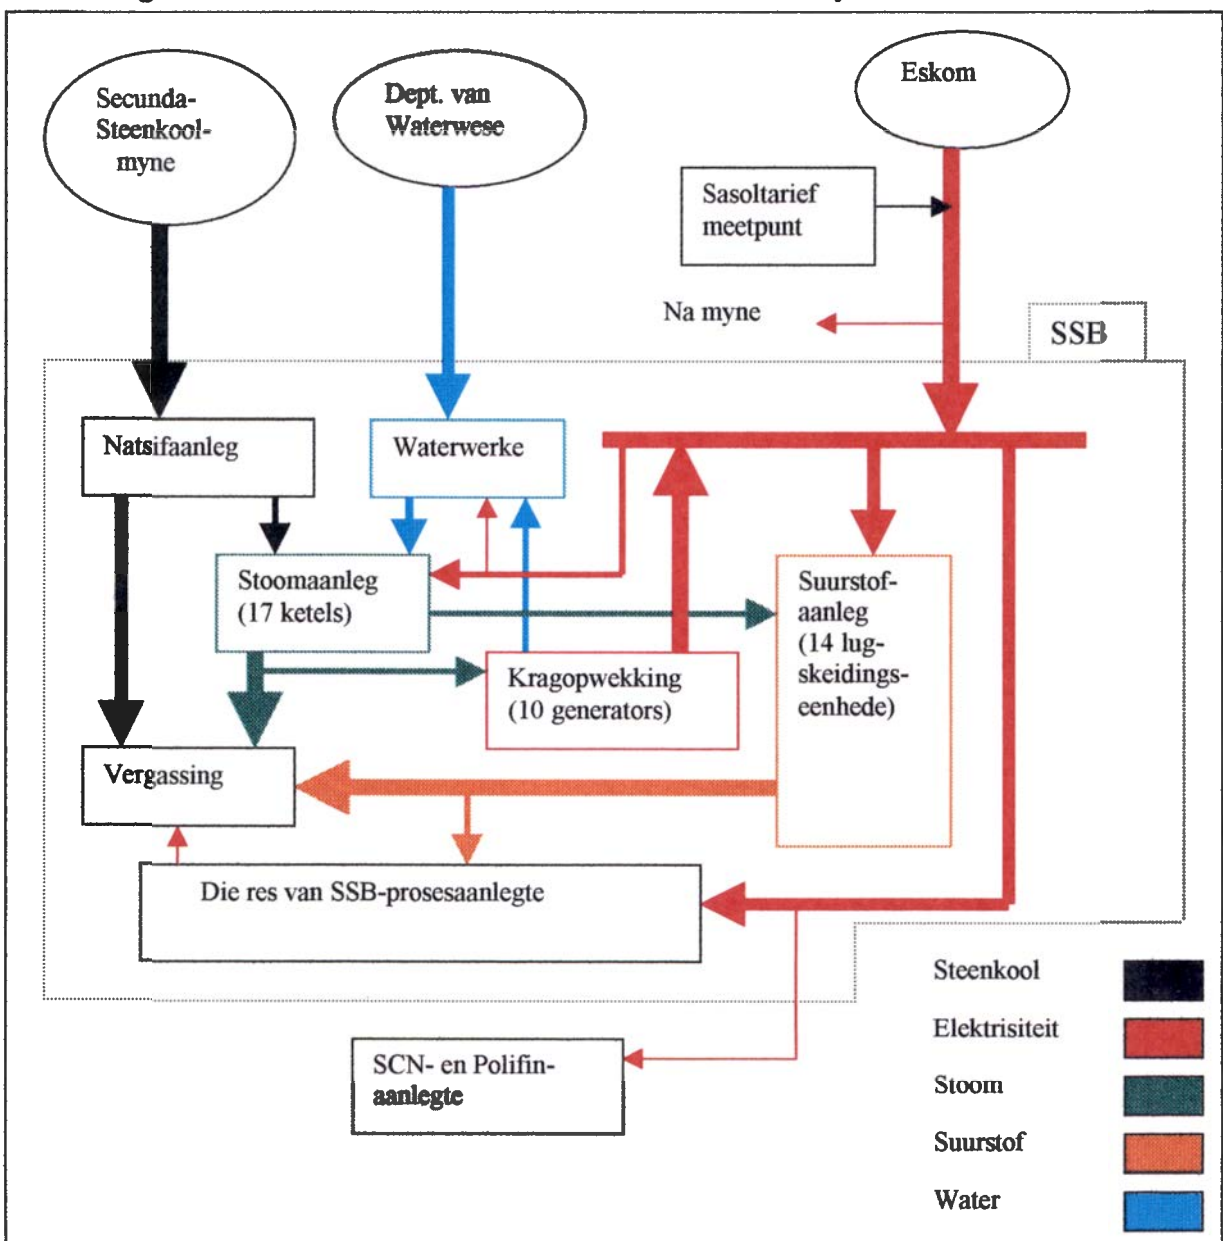 Secunda-
Steenkool-
myne
Dept. van
Waterwese
Eskom
Sasoltarief
meetpunt
Na myne
SSB
Natsifaanleg
Waterwerke
Stoomaanleg
(17 ketels)
Suurstof-
aanleg
(14 lug-
skeidings-
eenhede)
Kragopwekking
(10 generators)
Vergassing
Die res van SSB-prosesaanlegte
SCN- en Polifin-
aanlegte
Steenkool
Elektrisiteit
Stoom
Suurstof
Water